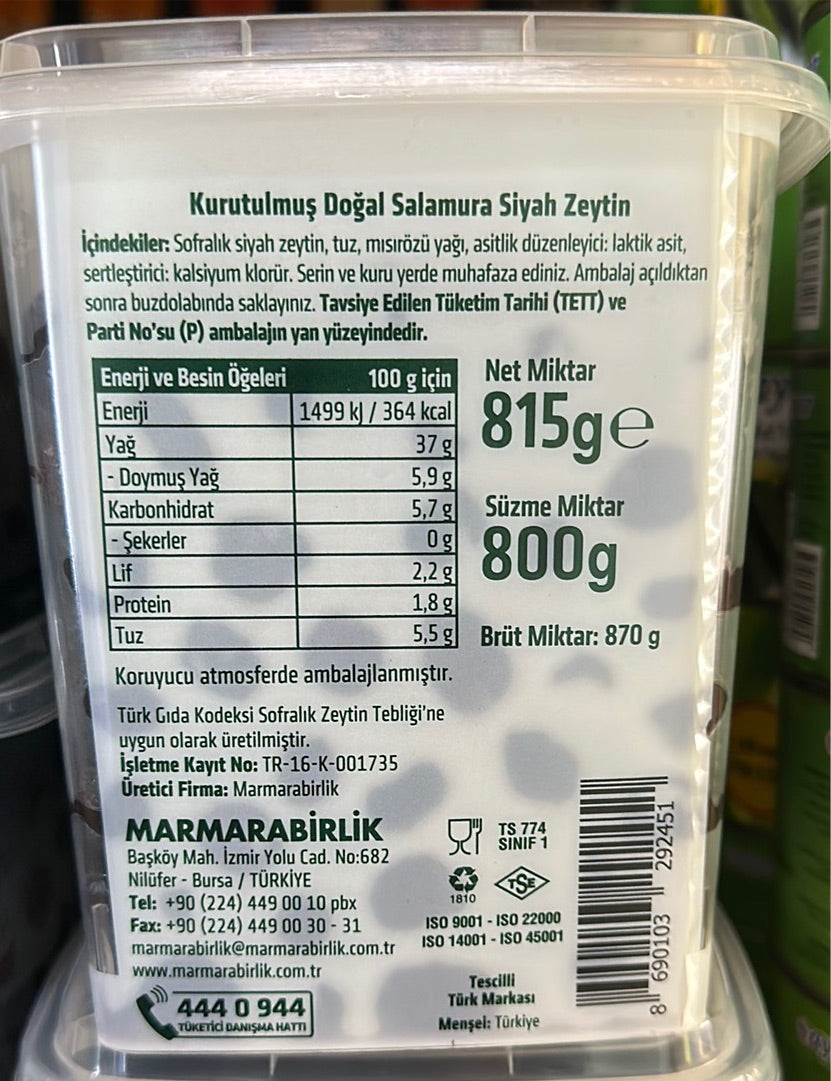 Kurutulmuş Doğal Salamura Siyah Zeytin
İçindekiler: Sofralık siyah zeytin, tuz, mısırözü yağı, asitlik düzenleyici: laktik asit,
sertleştirici: kalsiyum klorür. Serin ve kuru yerde muhafaza ediniz. Ambalaj açıldıktan
sonra buzdolabında saklayınız. Tavsiye Edilen Tüketim Tarihi (TETT) ve
Parti No'su (P) ambalajın yan yüzeyindedir.
Enerji ve Besin Öğeleri 100 g için
Enerji 1499 kj / 364 kcal
Yağ 37 g
- Doymuş Yağ 5,9 g
Karbonhidrat 5,7 g
- Şekerler 0 g
Lif 2,2 g
Protein 1,8 g
Tuz 5,5 g
Net Miktar
815g℮
Süzme Miktar
800g
Brüt Miktar: 870 g
Koruyucu atmosferde ambalajlanmıştır.
Türk Gıda Kodeksi Sofralık Zeytin Tebliği'ne
uygun olarak üretilmiştir.
İşletme Kayıt No: TR-16-K-001735
Üretici Firma: Marmarabirlik
MARMARABİRLİK
Başköy Mah. İzmir Yolu Cad. No:682
Nilüfer - Bursa / TÜRKİYE
Tel: +90 (224) 449 00 10 pbx
Fax: +90 (224) 449 00 30 - 31
marmarabirlik@marmarabirlik.com.tr
www.marmarabirlik.com.tr
444 0 944
TÜKETİCİ DANIŞMA HATTI
TS 774
SINIF 1
1810
TSE
ISO 9001 - ISO 22000
ISO 14001 - ISO 45001
Tescilli
Türk Markası
Menşei: Türkiye
8 690103 292451